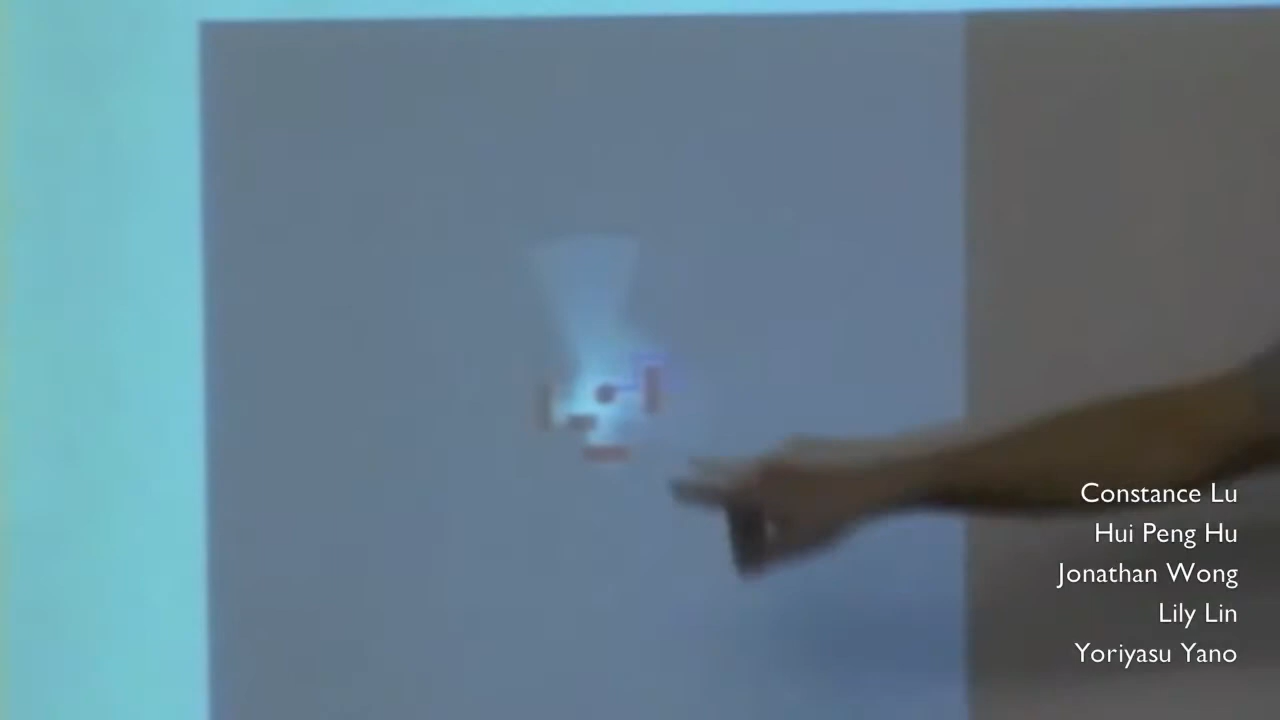 Constance Lu
Hui Peng Hu
Jonathan Wong
Lily Lin
Yoriyasu Yano